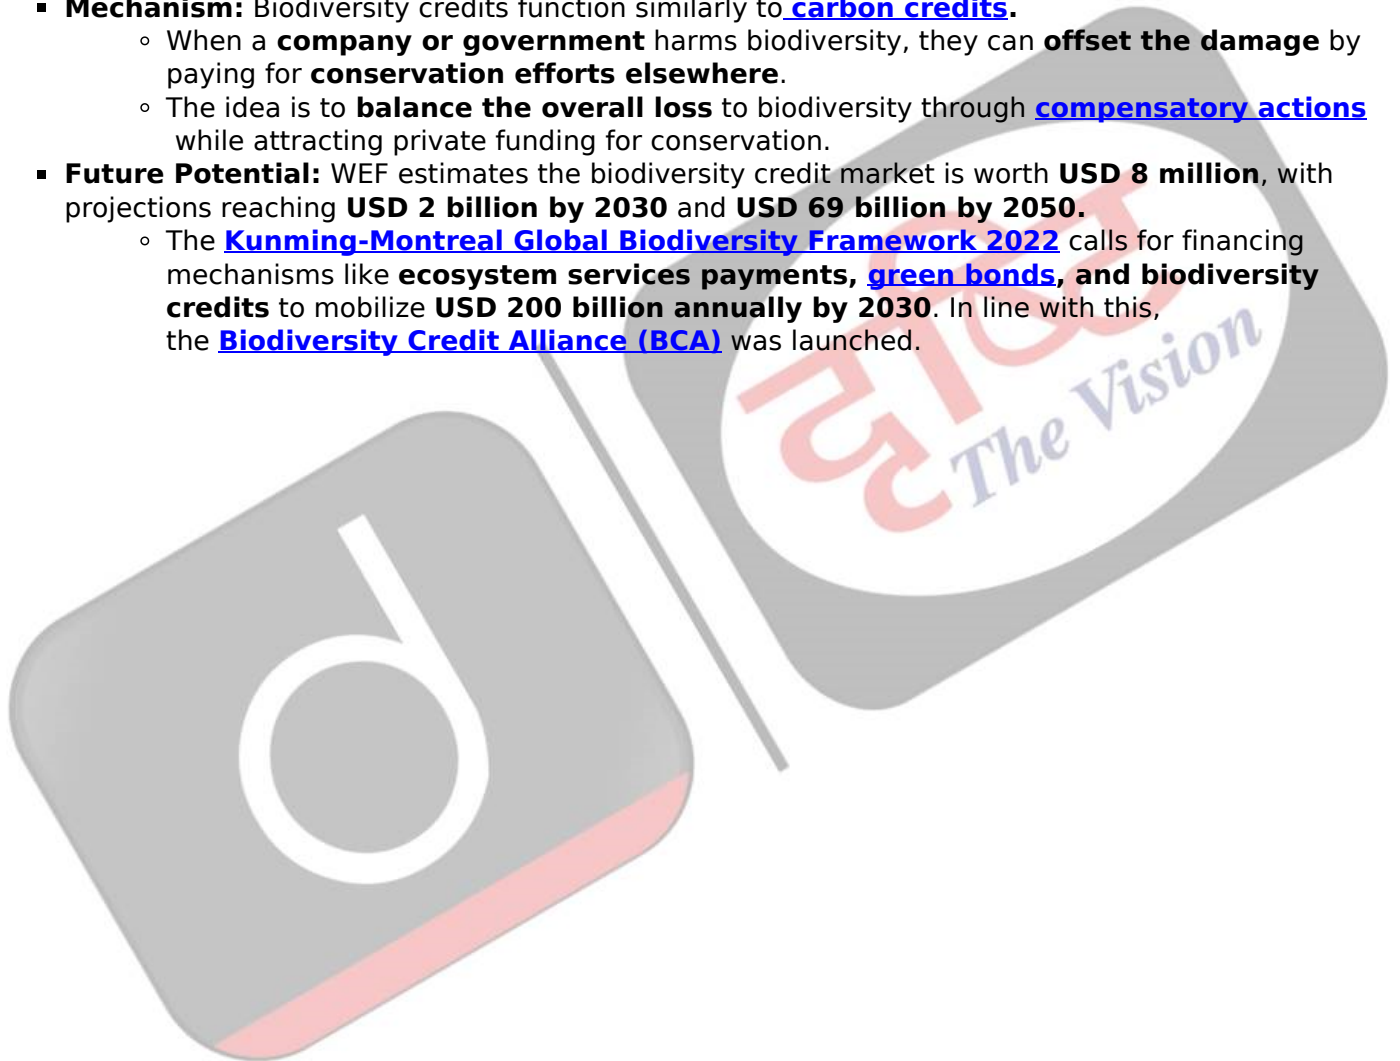 ▪ Mechanism: Biodiversity credits function similarly to carbon credits.
◦ When a company or government harms biodiversity, they can offset the damage by
paying for conservation efforts elsewhere.
◦ The idea is to balance the overall loss to biodiversity through compensatory actions
while attracting private funding for conservation.
▪ Future Potential: WEF estimates the biodiversity credit market is worth USD 8 million, with
projections reaching USD 2 billion by 2030 and USD 69 billion by 2050.
◦ The Kunming-Montreal Global Biodiversity Framework 2022 calls for financing
mechanisms like ecosystem services payments, green bonds, and biodiversity
credits to mobilize USD 200 billion annually by 2030. In line with this,
the Biodiversity Credit Alliance (BCA) was launched.
दृष्टि
The Vision
d